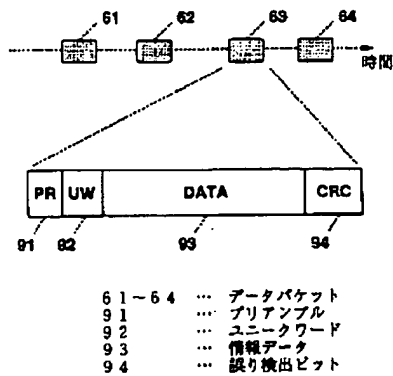 61 62 63 64
時間
PR UW DATA CRC
91 92 93 94
61~64 … データパケット
91 … プリアンブル
92 … ユニークワード
93 … 情報データ
94 … 誤り検出ビット